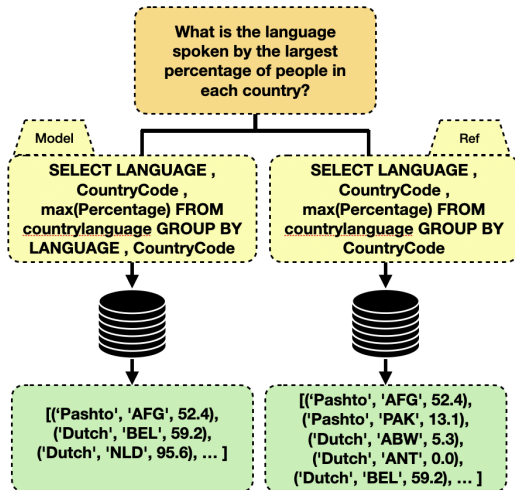 What is the language
spoken by the largest
percentage of people in
each country?
Model
SELECT LANGUAGE ,
CountryCode ,
max(Percentage) FROM
countrylanguage GROUP BY
LANGUAGE , CountryCode
Ref
SELECT LANGUAGE ,
CountryCode ,
max(Percentage) FROM
countrylanguage GROUP BY
CountryCode
[('Pashto', 'AFG', 52.4),
('Dutch', 'BEL', 59.2),
('Dutch', 'NLD', 95.6), … ]
[('Pashto', 'AFG', 52.4),
('Pashto', 'PAK', 13.1),
('Dutch', 'ABW', 5.3),
('Dutch', 'ANT', 0.0),
('Dutch', 'BEL', 59.2), … ]